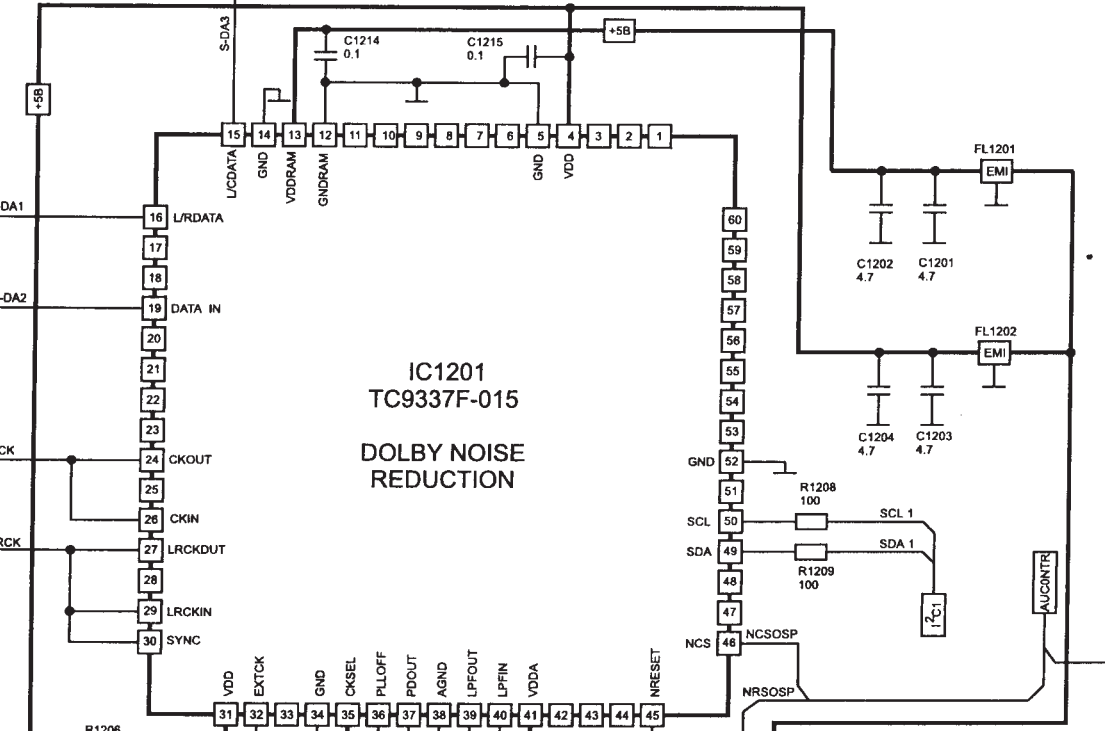 S-DA3
C1214
0.1
C1215
0.1
+5B
+5B
15 14 13 12 11 10 9 8 7 6 5 4 3 2 1
L/CDATA
GND
VDDRAM
GNDRAM
GND
VDD
FL1201
EMI
C1202
4.7
C1201
4.7
FL1202
EMI
C1204
4.7
C1203
4.7
-DA1
16 L/RDATA
17
18
-DA2
19 DATA IN
20
21
22
23
CK
24 CKOUT
25
26 CKIN
RCK
27 LRCKDUT
28
29 LRCKIN
30 SYNC
IC1201
TC9337F-015
DOLBY NOISE
REDUCTION
60
59
58
57
56
55
54
53
GND 52
51
SCL 50
R1208
100
SCL 1
SDA 49
R1209
100
SDA 1
48
47
NCS 46
NCSOSP
I²C1
AUC0NTR
NRSOSP
VDD
EXTCK
GND
CKSEL
PLLOFF
PDOUT
AGND
LPFOUT
LPFIN
VDDA
NRESET
31 32 33 34 35 36 37 38 39 40 41 42 43 44 45
R1206